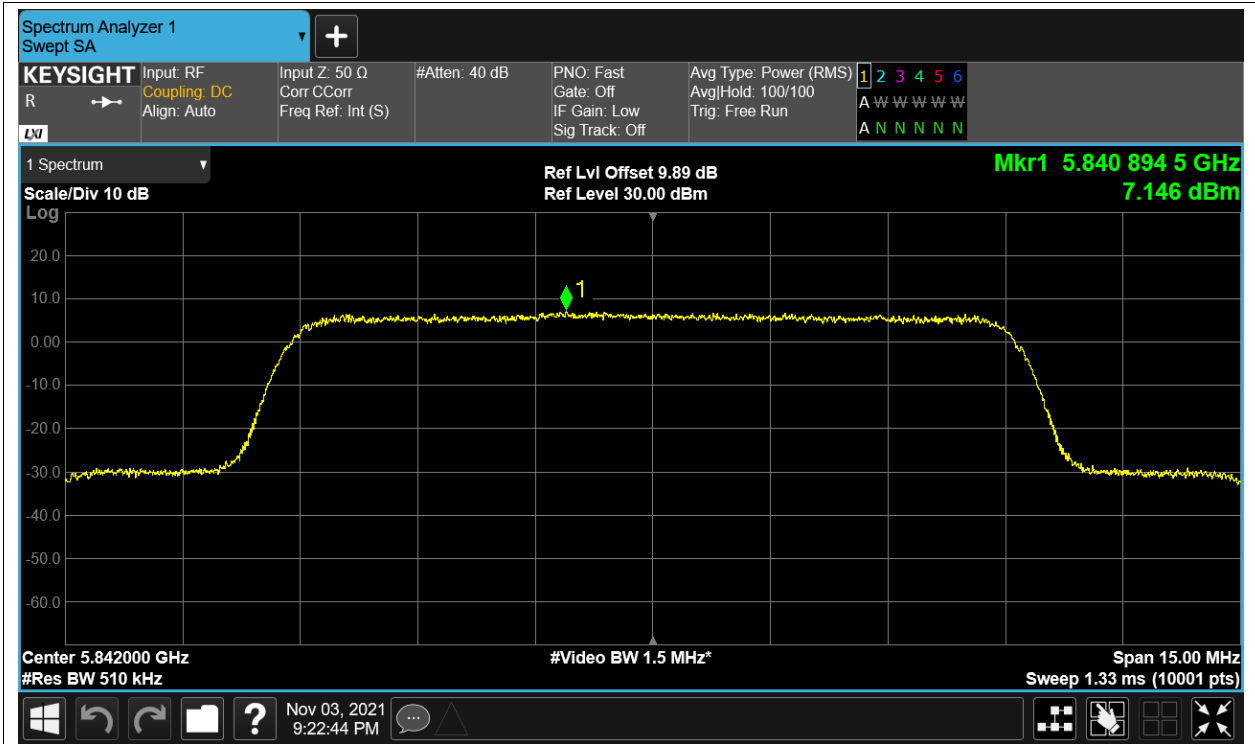 Spectrum Analyzer 1
Swept SA
+
KEYSIGHT
R
LXI
Input: RF
Coupling: DC
Align: Auto
Input Z: 50 Ω
Corr CCorr
Freq Ref: Int (S)
#Atten: 40 dB
PNO: Fast
Gate: Off
IF Gain: Low
Sig Track: Off
Avg Type: Power (RMS)
Avg|Hold: 100/100
Trig: Free Run
1 2 3 4 5 6
A W W W W W
A N N N N N
1 Spectrum
Scale/Div 10 dB
Log
Ref Lvl Offset 9.89 dB
Ref Level 30.00 dBm
Mkr1 5.840 894 5 GHz
7.146 dBm
20.0
10.0
0.00
-10.0
-20.0
-30.0
-40.0
-50.0
-60.0
1
Center 5.842000 GHz
#Res BW 510 kHz
#Video BW 1.5 MHz*
Span 15.00 MHz
Sweep 1.33 ms (10001 pts)
?
Nov 03, 2021
9:22:44 PM